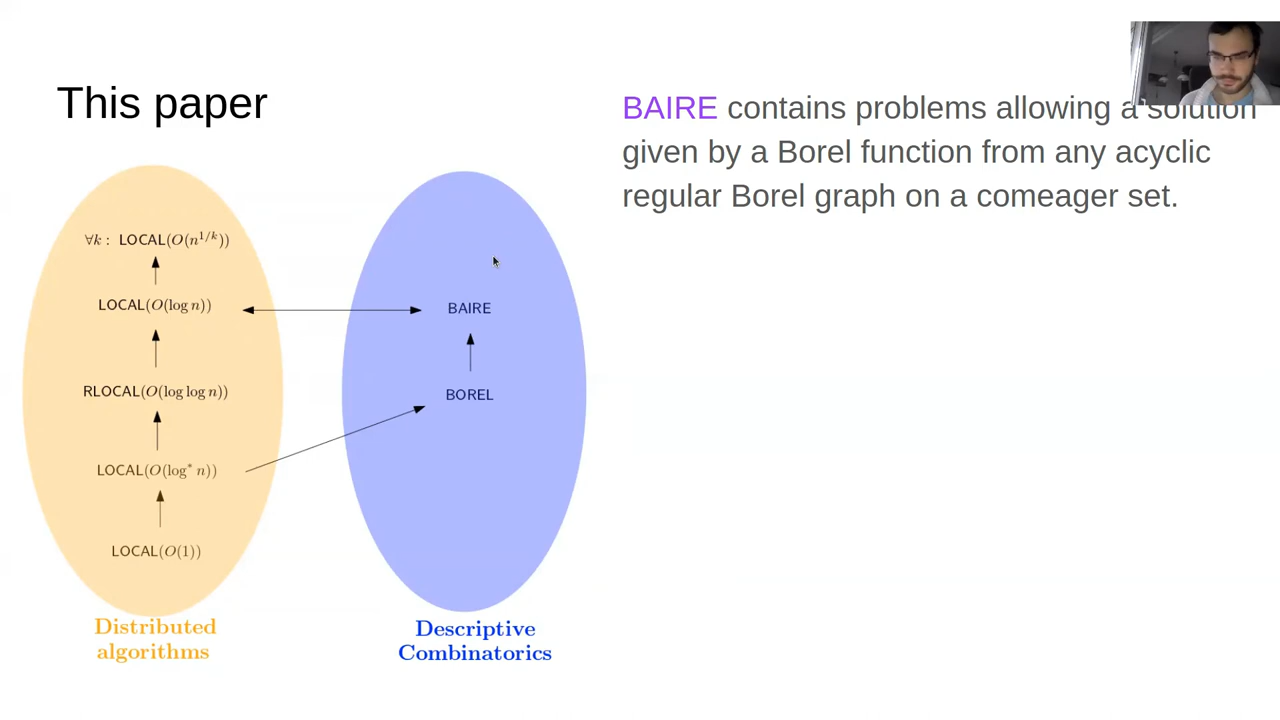 This paper
BAIRE contains problems allowing a solution
given by a Borel function from any acyclic
regular Borel graph on a comeager set.
∀k : LOCAL(O(n^{1/k}))
LOCAL(O(log n))
RLOCAL(O(log log n))
LOCAL(O(log* n))
LOCAL(O(1))
BAIRE
BOREL
Distributed
algorithms
Descriptive
Combinatorics